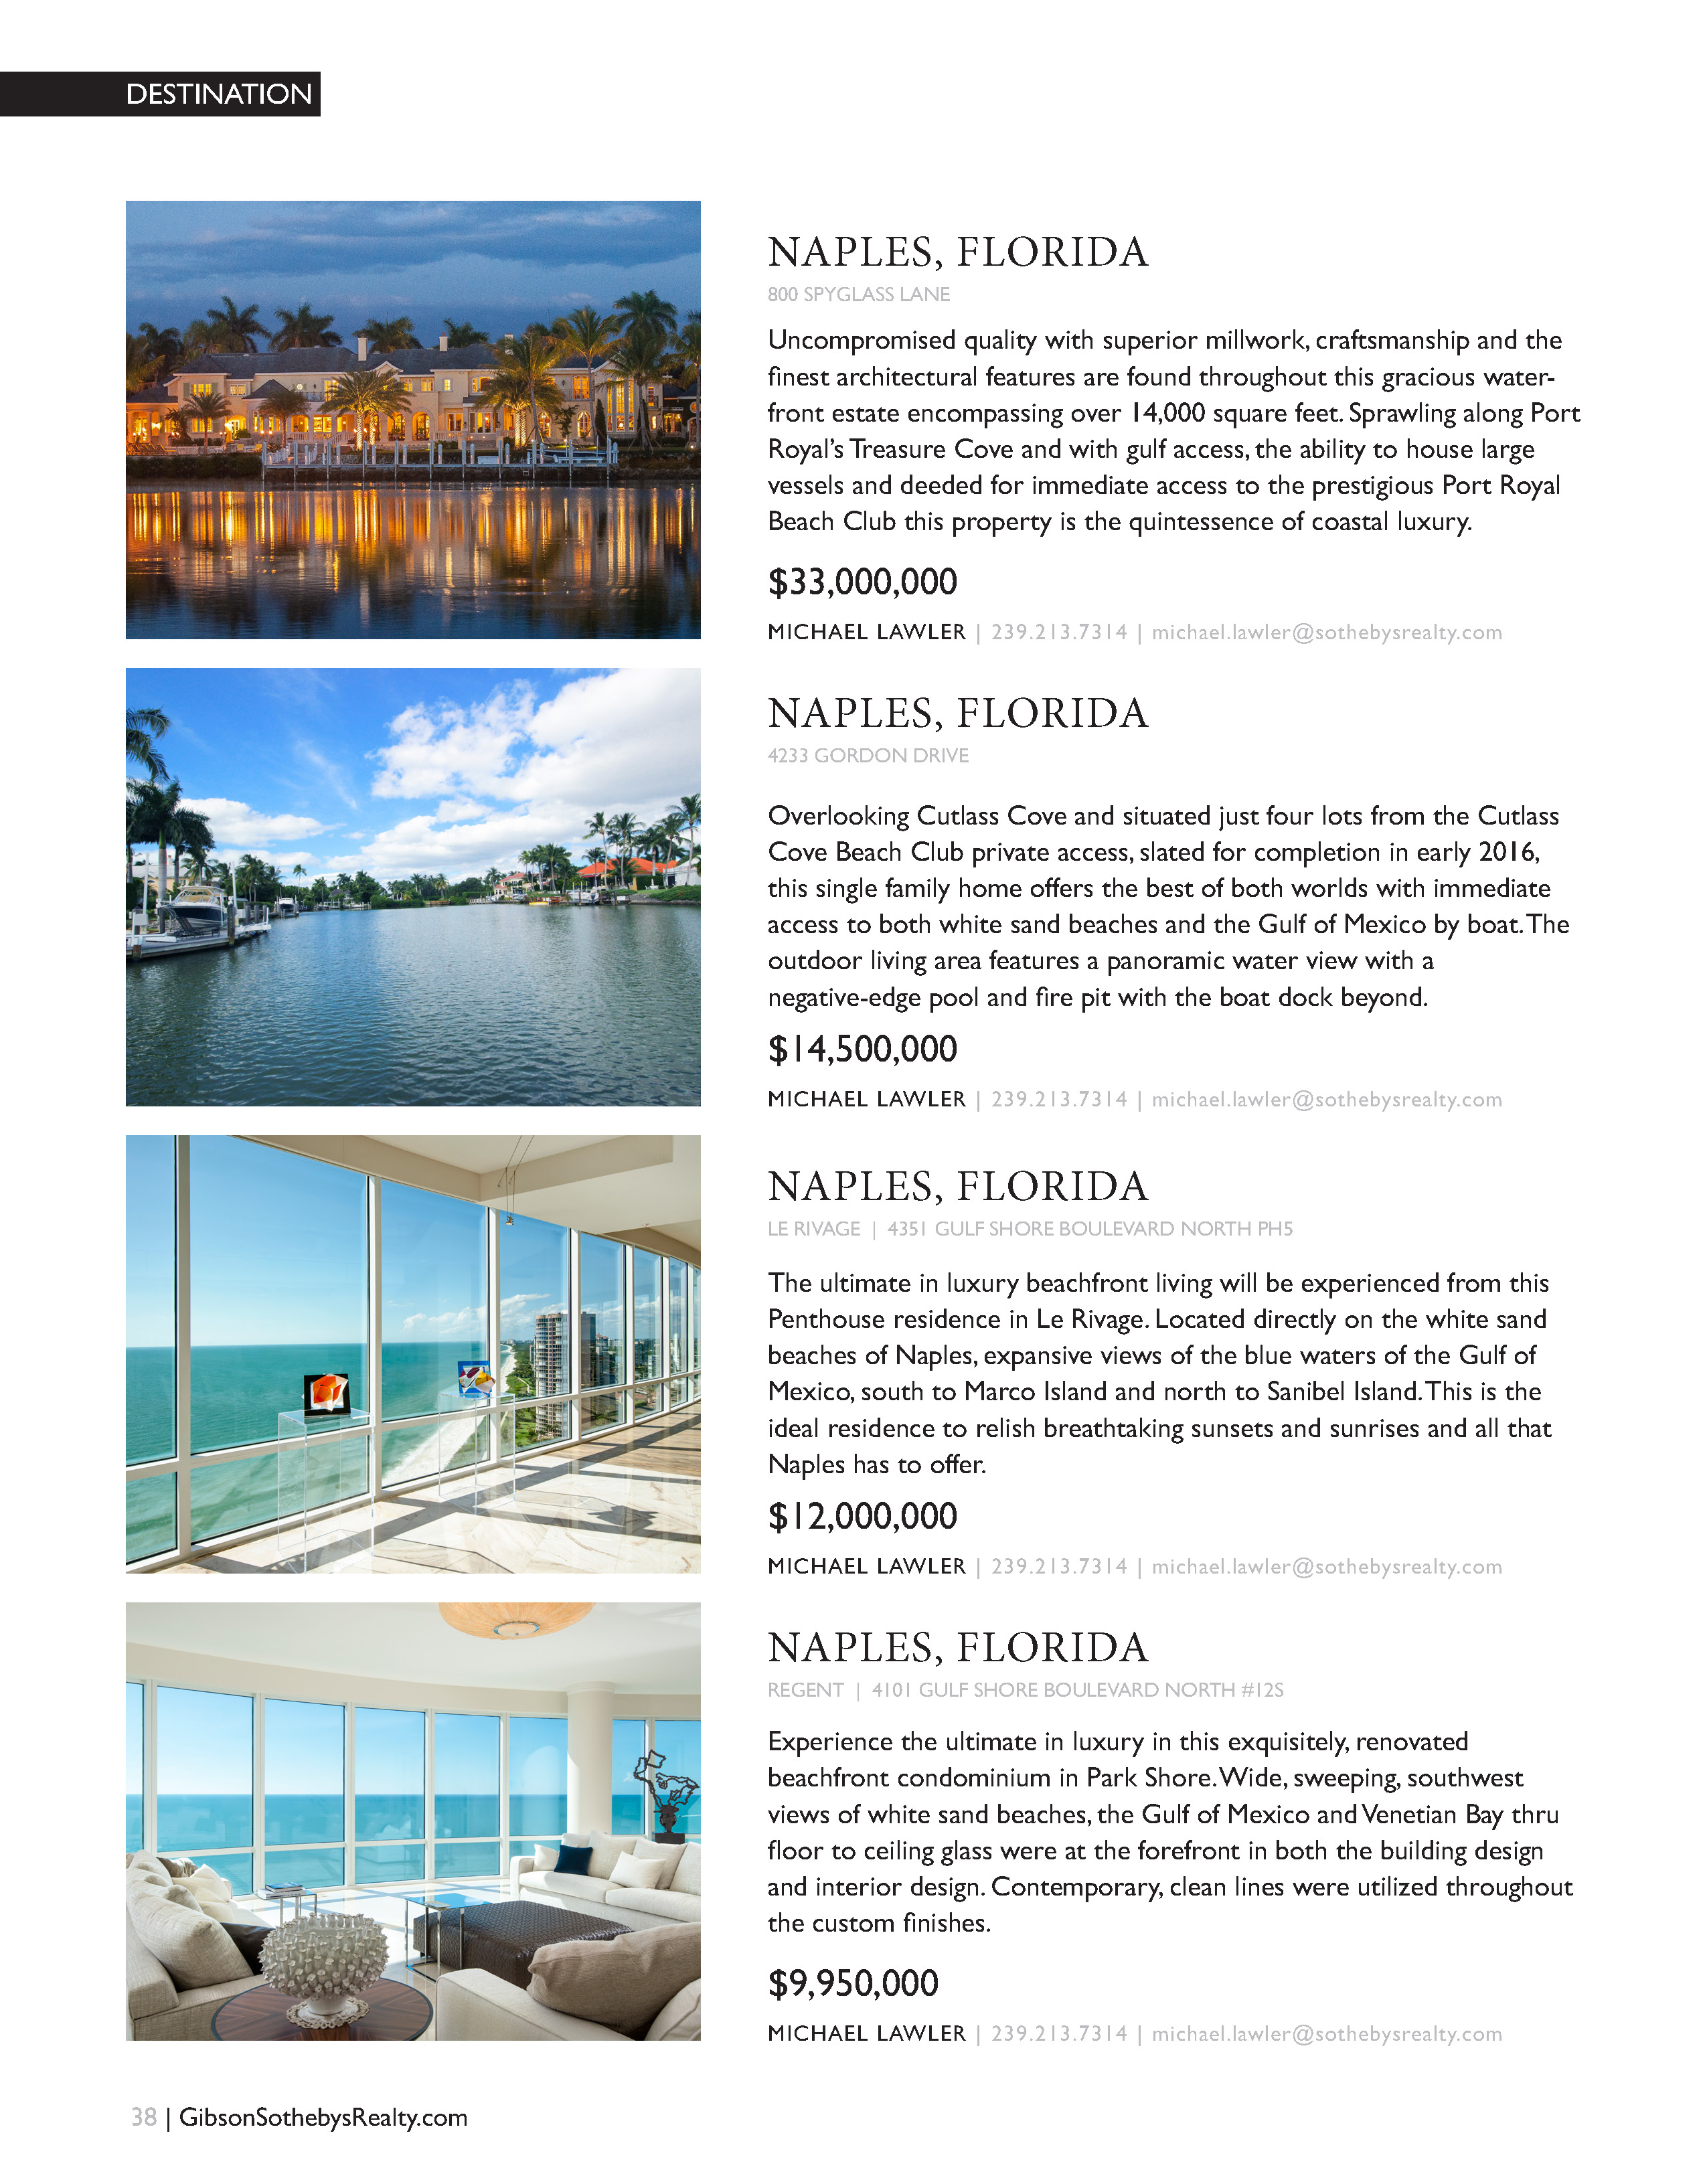 DESTINATION
NAPLES, FLORIDA
800 SPYGLASS LANE
Uncompromised quality with superior millwork, craftsmanship and the
finest architectural features are found throughout this gracious water-
front estate encompassing over 14,000 square feet. Sprawling along Port
Royal's Treasure Cove and with gulf access, the ability to house large
vessels and deeded for immediate access to the prestigious Port Royal
Beach Club this property is the quintessence of coastal luxury.
$33,000,000
MICHAEL LAWLER | 239.213.7314 | michael.lawler@sothebysrealty.com
NAPLES, FLORIDA
4233 GORDON DRIVE
Overlooking Cutlass Cove and situated just four lots from the Cutlass
Cove Beach Club private access, slated for completion in early 2016,
this single family home offers the best of both worlds with immediate
access to both white sand beaches and the Gulf of Mexico by boat. The
outdoor living area features a panoramic water view with a
negative-edge pool and fire pit with the boat dock beyond.
$14,500,000
MICHAEL LAWLER | 239.213.7314 | michael.lawler@sothebysrealty.com
NAPLES, FLORIDA
LE RIVAGE | 4351 GULF SHORE BOULEVARD NORTH PH5
The ultimate in luxury beachfront living will be experienced from this
Penthouse residence in Le Rivage. Located directly on the white sand
beaches of Naples, expansive views of the blue waters of the Gulf of
Mexico, south to Marco Island and north to Sanibel Island. This is the
ideal residence to relish breathtaking sunsets and sunrises and all that
Naples has to offer.
$12,000,000
MICHAEL LAWLER | 239.213.7314 | michael.lawler@sothebysrealty.com
NAPLES, FLORIDA
REGENT | 4101 GULF SHORE BOULEVARD NORTH #12S
Experience the ultimate in luxury in this exquisitely, renovated
beachfront condominium in Park Shore. Wide, sweeping, southwest
views of white sand beaches, the Gulf of Mexico and Venetian Bay thru
floor to ceiling glass were at the forefront in both the building design
and interior design. Contemporary, clean lines were utilized throughout
the custom finishes.
$9,950,000
MICHAEL LAWLER | 239.213.7314 | michael.lawler@sothebysrealty.com
38 | GibsonSothebysRealty.com